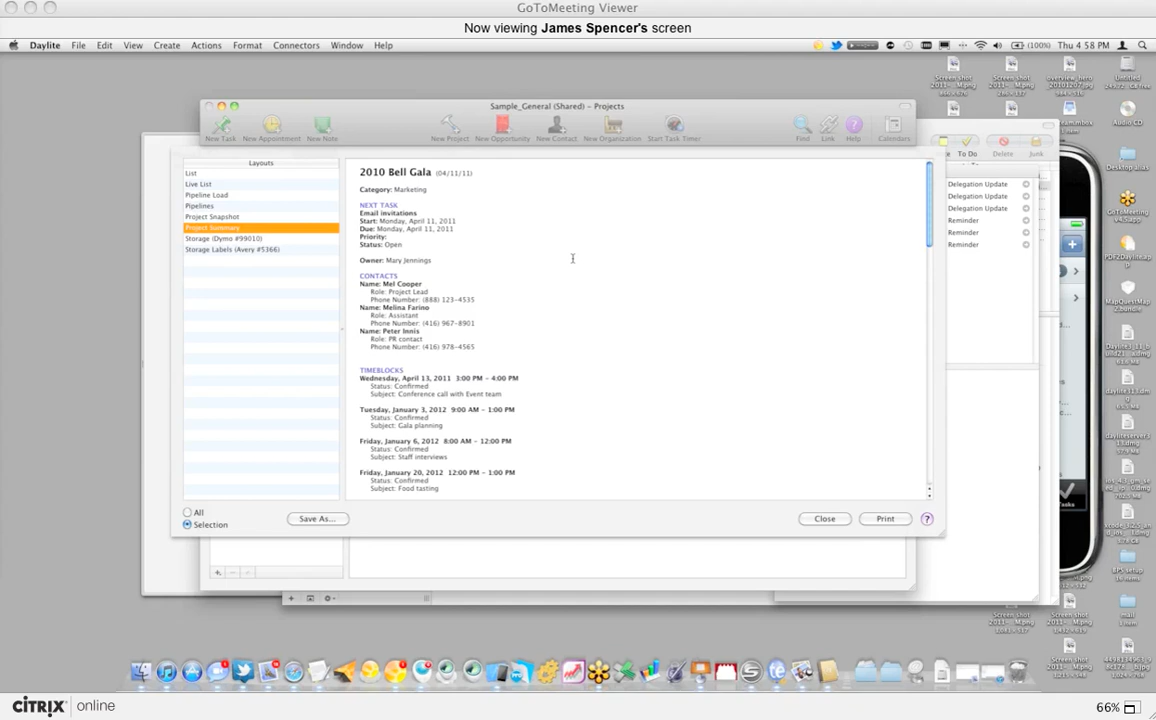 GoToMeeting Viewer
Now viewing James Spencer's screen
Daylite File Edit View Create Actions Format Connectors Window Help
(100%) Thu 4:58 PM
Sample_General (Shared) – Projects
New Task New Appointment New Note New Project New Opportunity New Contact New Organization Start Task Timer Find Link Help Calendars
To Do Delete Junk
Layouts
List
Live List
Pipeline Load
Pipelines
Project Snapshot
Project Summary
Storage (Dymo #99010)
Storage Labels (Avery #5366)
2010 Bell Gala (04/11/11)
Category: Marketing
NEXT TASK
Email invitations
Start: Monday, April 11, 2011
Due: Monday, April 11, 2011
Priority:
Status: Open
Owner: Mary Jennings
CONTACTS
Name: Mel Cooper
Role: Project Lead
Phone Number: (888) 123-4535
Name: Melina Farino
Role: Assistant
Phone Number: (416) 967-8901
Name: Peter Innis
Role: PR contact
Phone Number: (416) 978-4565
TIMEBLOCKS
Wednesday, April 13, 2011 3:00 PM - 4:00 PM
Status: Confirmed
Subject: Conference call with Event team
Tuesday, January 3, 2012 9:00 AM - 1:00 PM
Status: Confirmed
Subject: Gala planning
Friday, January 6, 2012 8:00 AM - 12:00 PM
Status: Confirmed
Subject: Staff interviews
Friday, January 20, 2012 12:00 PM - 1:00 PM
Status: Confirmed
Subject: Food tasting
Delegation Update
Delegation Update
Delegation Update
Reminder
Reminder
Reminder
All
Selection
Save As...
Close
Print
Audio CD
Desktop
GoToMeeting
CITRIX online
66%